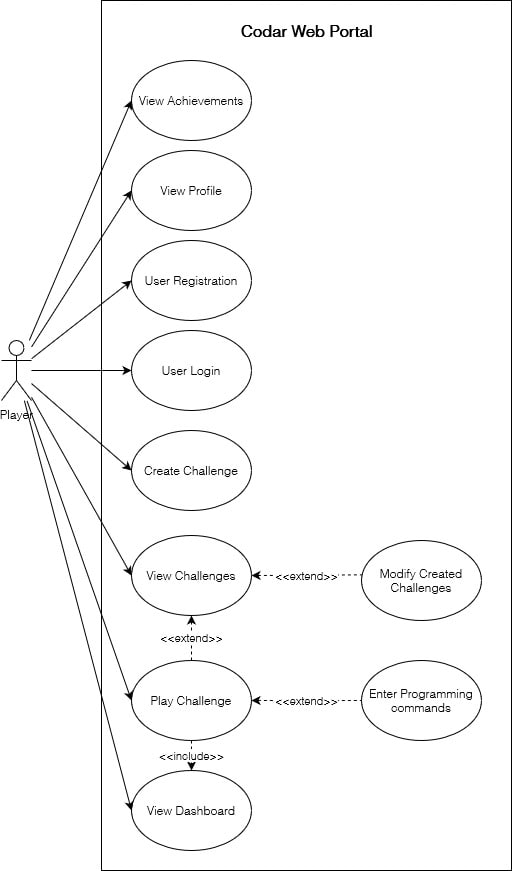 Codar Web Portal
View Achievements
View Profile
User Registration
User Login
Player
Create Challenge
View Challenges
<<extend>>
Modify Created
Challenges
<<extend>>
Play Challenge
<<extend>>
Enter Programming
commands
<<include>>
View Dashboard